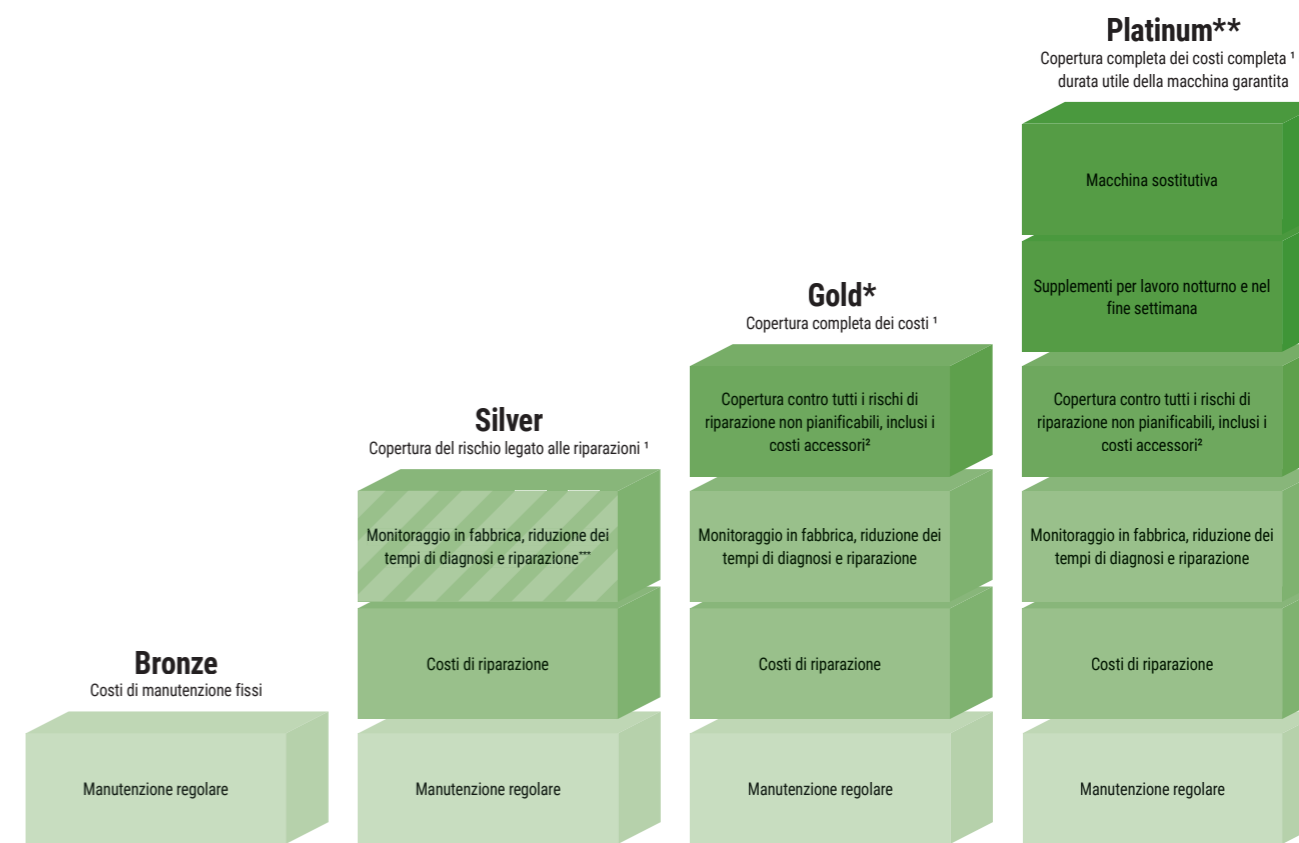 Platinum**
Copertura completa dei costi completa ¹
durata utile della macchina garantita
Macchina sostitutiva
Supplementi per lavoro notturno e nel
fine settimana
Copertura contro tutti i rischi di
riparazione non pianificabili, inclusi i
costi accessori²
Monitoraggio in fabbrica, riduzione dei
tempi di diagnosi e riparazione
Costi di riparazione
Manutenzione regolare
Gold*
Copertura completa dei costi ¹
Copertura contro tutti i rischi di
riparazione non pianificabili, inclusi i
costi accessori²
Monitoraggio in fabbrica, riduzione dei
tempi di diagnosi e riparazione
Costi di riparazione
Manutenzione regolare
Silver
Copertura del rischio legato alle riparazioni ¹
Monitoraggio in fabbrica, riduzione dei
tempi di diagnosi e riparazione***
Costi di riparazione
Manutenzione regolare
Bronze
Costi di manutenzione fissi
Manutenzione regolare